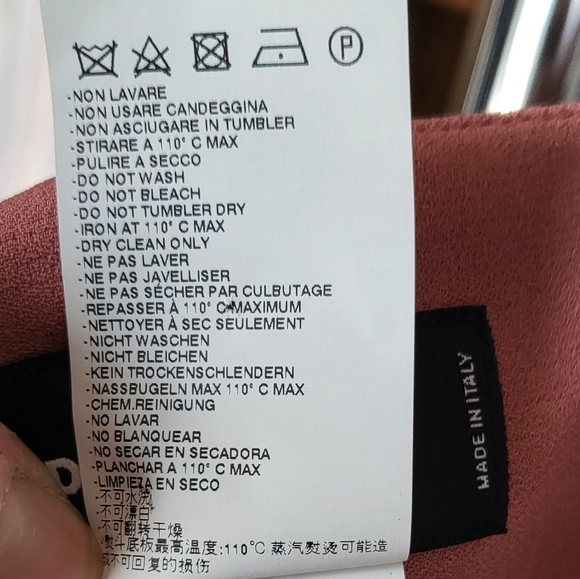 P
-NON LAVARE
-NON USARE CANDEGGINA
-NON ASCIUGARE IN TUMBLER
-STIRARE A 110° C MAX
-PULIRE A SECCO
-DO NOT WASH
-DO NOT BLEACH
-DO NOT TUMBLER DRY
-IRON AT 110° C MAX
-DRY CLEAN ONLY
-NE PAS LAVER
-NE PAS JAVELLISER
-NE PAS SÉCHER PAR CULBUTAGE
-REPASSER À 110° C MAXIMUM
-NETTOYER À SEC SEULEMENT
-NICHT WASCHEN
-NICHT BLEICHEN
-KEIN TROCKENSCHLENDERN
-NASSBUGELN MAX 110° C MAX
-CHEM.REINIGUNG
-NO LAVAR
-NO BLANQUEAR
-NO SECAR EN SECADORA
-PLANCHAR A 110° C MAX
-LIMPIEZA EN SECO
-不可水洗
-不可漂白
-不可翻转干燥
-熨斗底板最高温度:110°C 蒸汽熨烫可能造
成不可回复的损伤
MADE IN ITALY